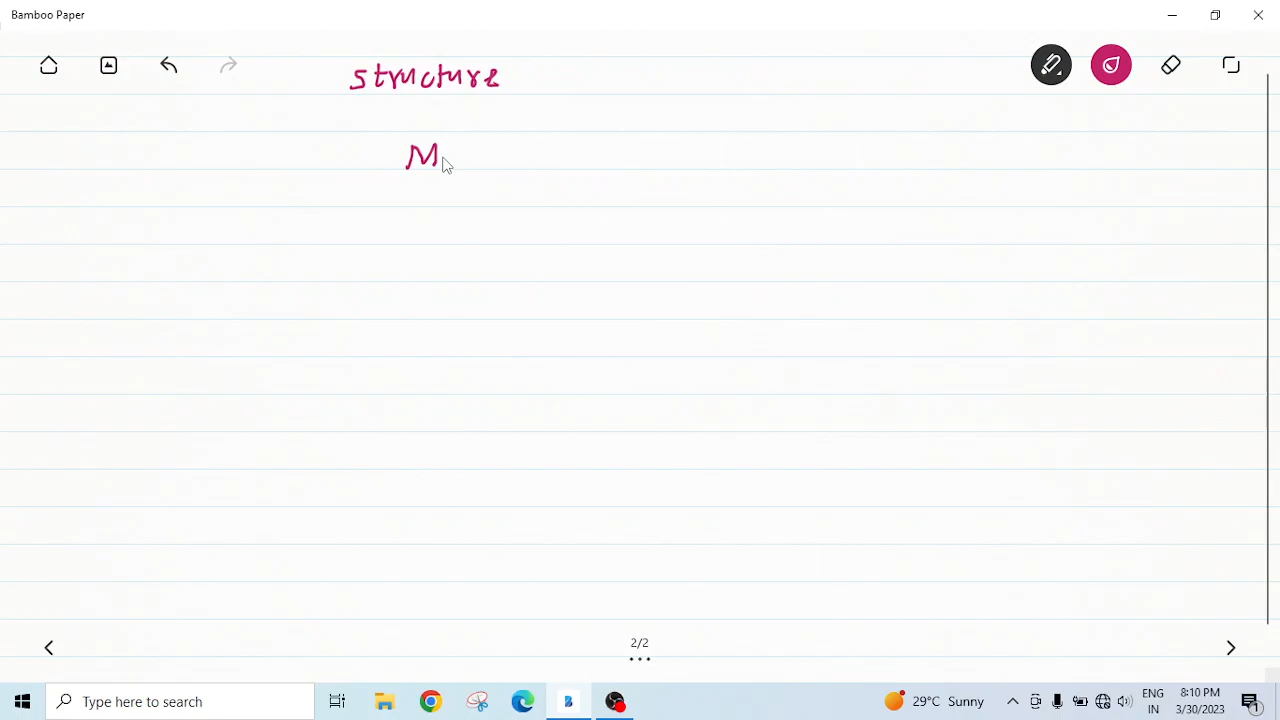 Bamboo Paper
structure
M
2/2
Type here to search
29°C Sunny
ENG
IN
8:10 PM
3/30/2023
1